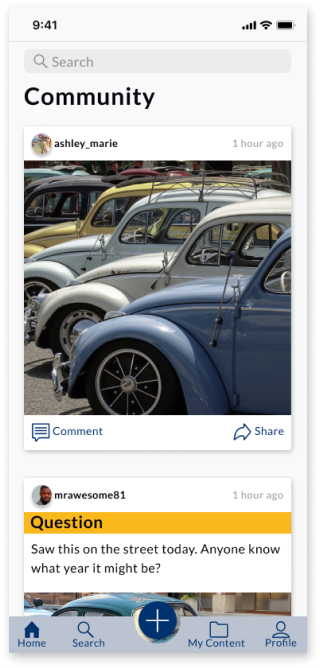 9:41
Search
Community
ashley_marie 1 hour ago
Comment Share
mrawesome81 1 hour ago
Question
Saw this on the street today. Anyone know
what year it might be?
Home Search My Content Profile